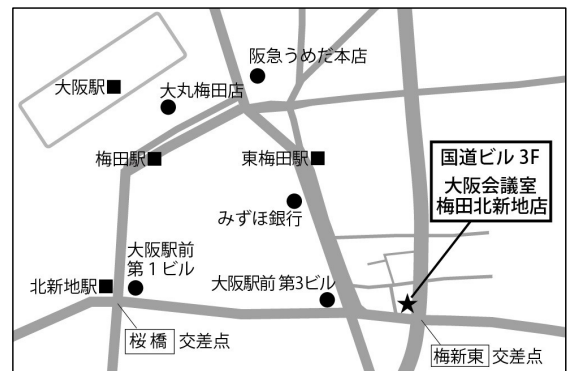 阪急うめだ本店
大阪駅
大丸梅田店
梅田駅
東梅田駅
国道ビル 3F
大阪会議室
梅田北新地店
みずほ銀行
大阪駅前
第1ビル
北新地駅
大阪駅前 第3ビル
桜橋 交差点
梅新東 交差点